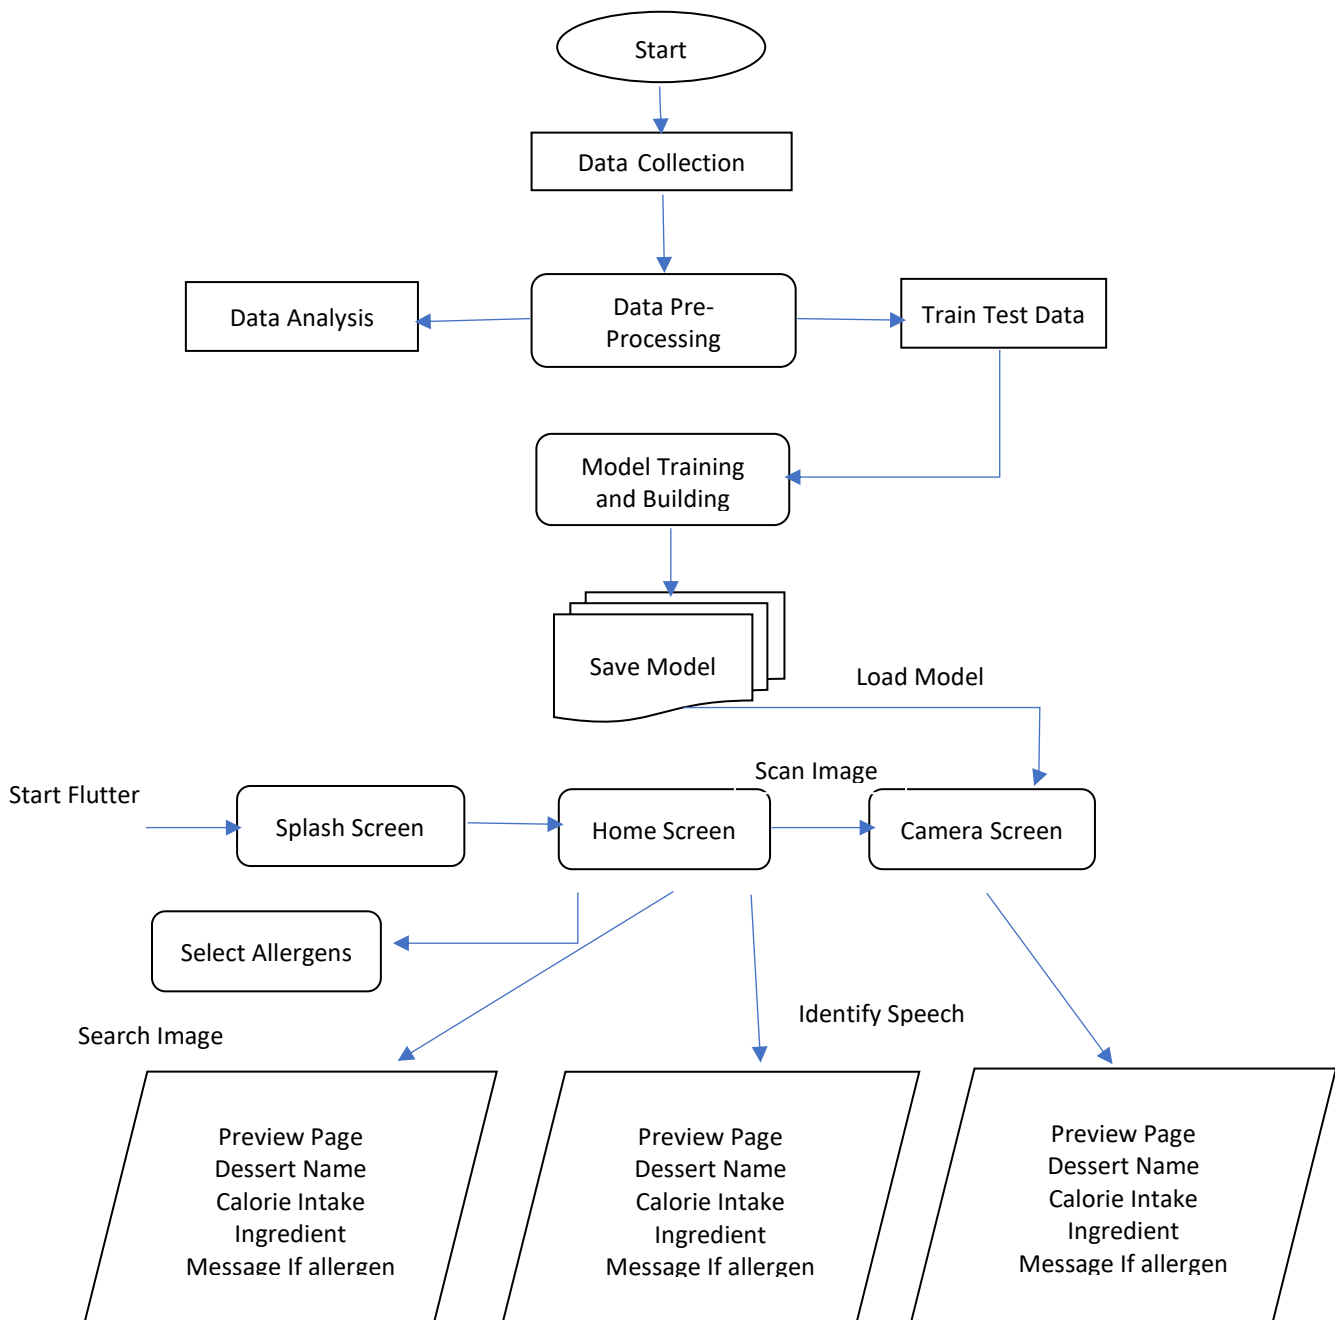 Start
Data Collection
Data Analysis
Data Pre-
Processing
Train Test Data
Model Training
and Building
Save Model
Load Model
Scan Image
Start Flutter
Splash Screen
Home Screen
Camera Screen
Select Allergens
Identify Speech
Search Image
Preview Page
Dessert Name
Calorie Intake
Ingredient
Message If allergen
Preview Page
Dessert Name
Calorie Intake
Ingredient
Message If allergen
Preview Page
Dessert Name
Calorie Intake
Ingredient
Message If allergen